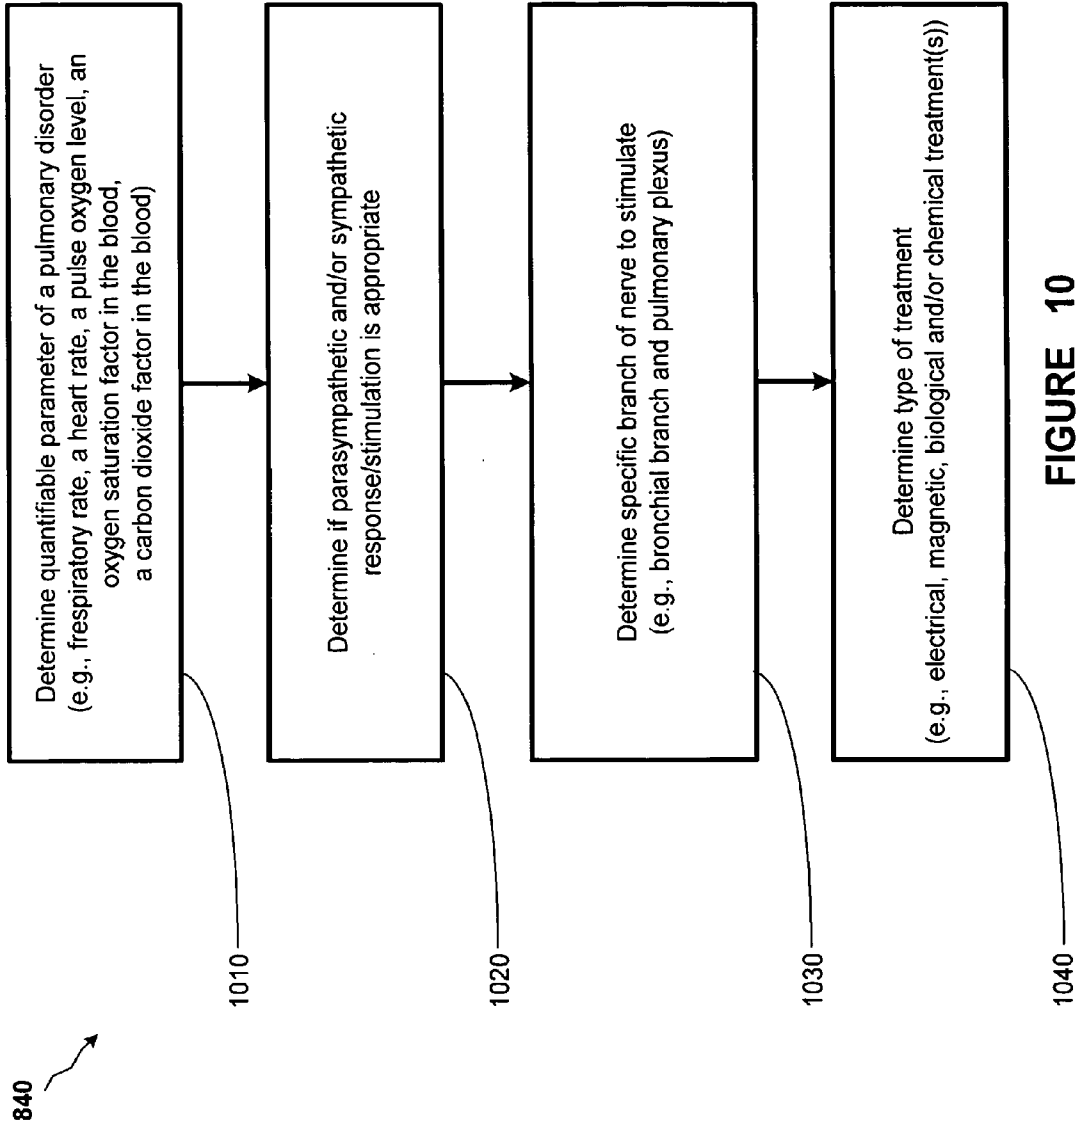 840
Determine quantifiable parameter of a pulmonary disorder
(e.g., frespiratory rate, a heart rate, a pulse oxygen level, an
oxygen saturation factor in the blood,
a carbon dioxide factor in the blood)
1010
Determine if parasympathetic and/or sympathetic
response/stimulation is appropriate
1020
Determine specific branch of nerve to stimulate
(e.g., bronchial branch and pulmonary plexus)
1030
Determine type of treatment
(e.g., electrical, magnetic, biological and/or chemical treatment(s))
1040
FIGURE 10